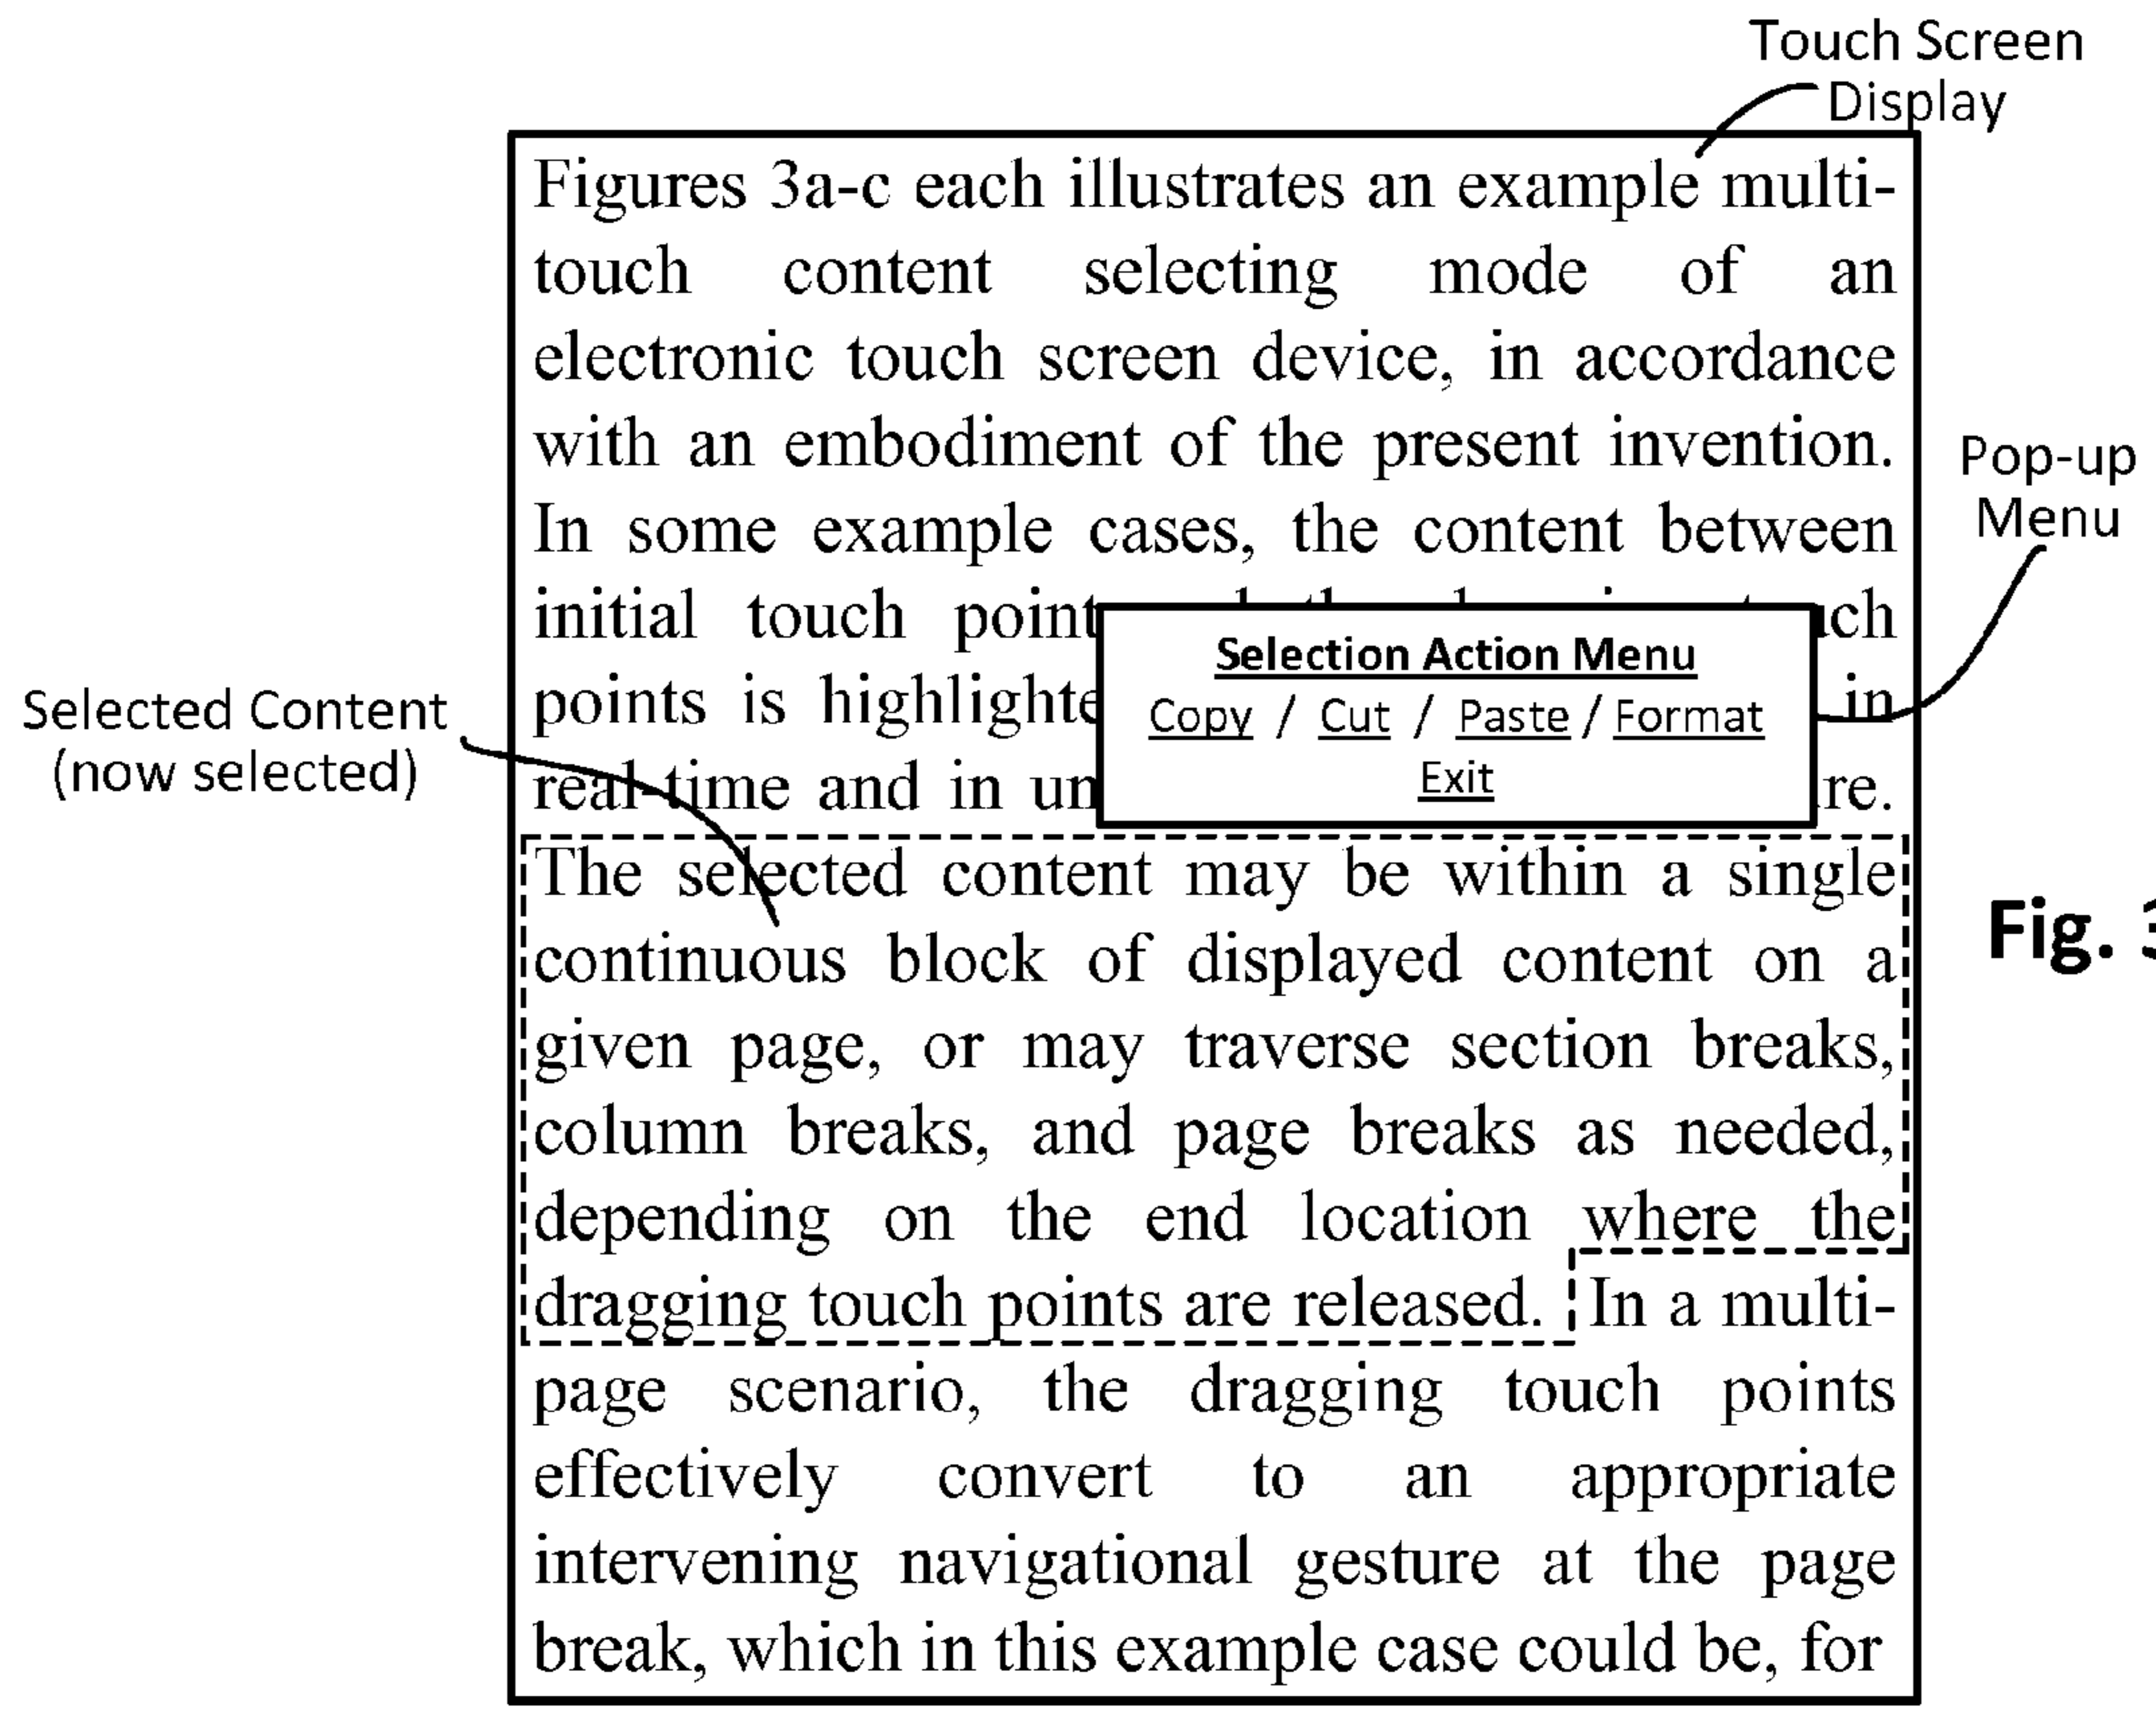 Touch Screen
Display
Figures 3a-c each illustrates an example multi-
touch content selecting mode of an
electronic touch screen device, in accordance
with an embodiment of the present invention.
Pop-up
Menu
In some example cases, the content between
initial touch point
Selection Action Menu
Copy / Cut / Paste / Format
Exit
Selected Content
(now selected)
points is in
real-time and in
The selected content may be within a single
continuous block of displayed content on a
given page, or may traverse section breaks,
column breaks, and page breaks as needed,
depending on the end location where the
dragging touch points are released. In a multi-
page scenario, the dragging touch points
effectively convert to an appropriate
intervening navigational gesture at the page
break, which in this example case could be, for
Fig.